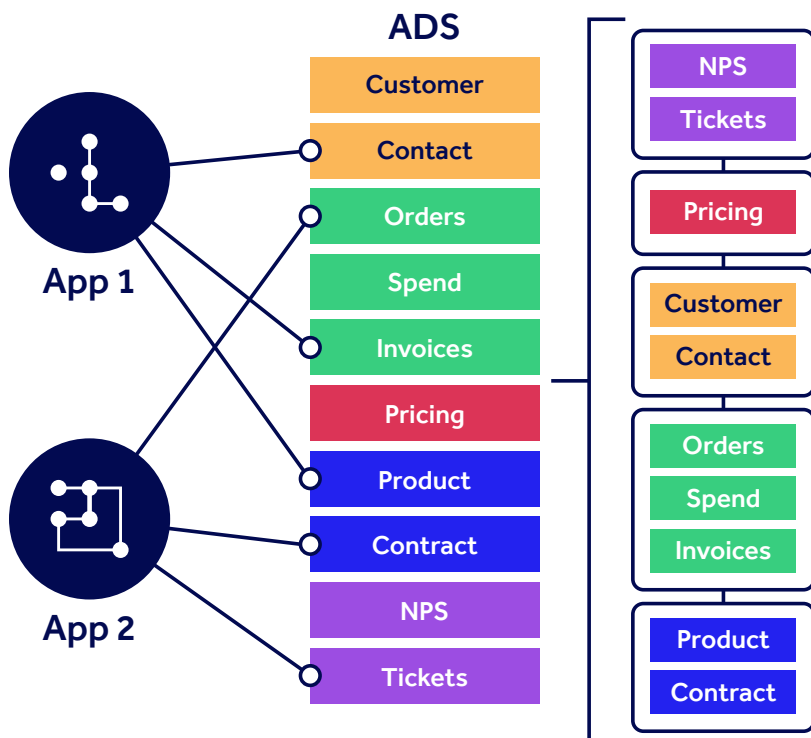 ADS
Customer
Contact
Orders
Spend
Invoices
Pricing
Product
Contract
NPS
Tickets
App 1
App 2
NPS
Tickets
Pricing
Customer
Contact
Orders
Spend
Invoices
Product
Contract